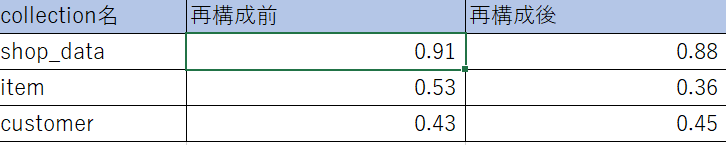 collection名 再構成前 再構成後
shop_data 0.91 0.88
item 0.53 0.36
customer 0.43 0.45